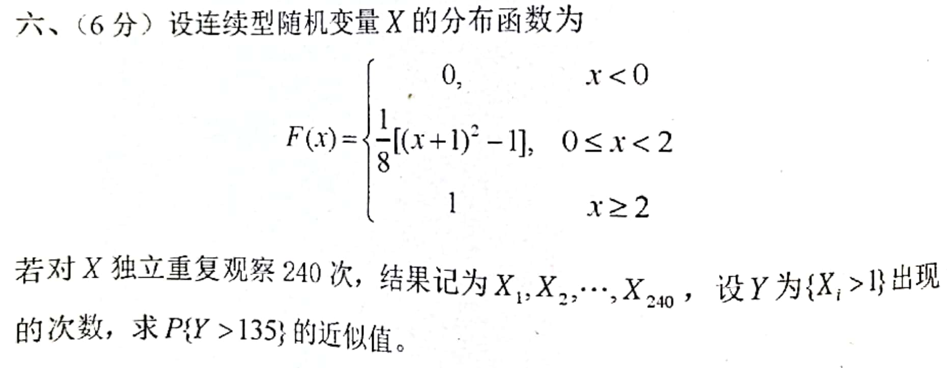 六、（6 分）设连续型随机变量 X 的分布函数为
0, x < 0
F(x) = { 1/8[(x+1)² − 1], 0 ≤ x < 2
1 x ≥ 2
若对 X 独立重复观察 240 次，结果记为 X₁, X₂, ⋯, X₂₄₀ ，设 Y 为{Xᵢ > 1}出现
的次数，求 P{Y > 135} 的近似值。